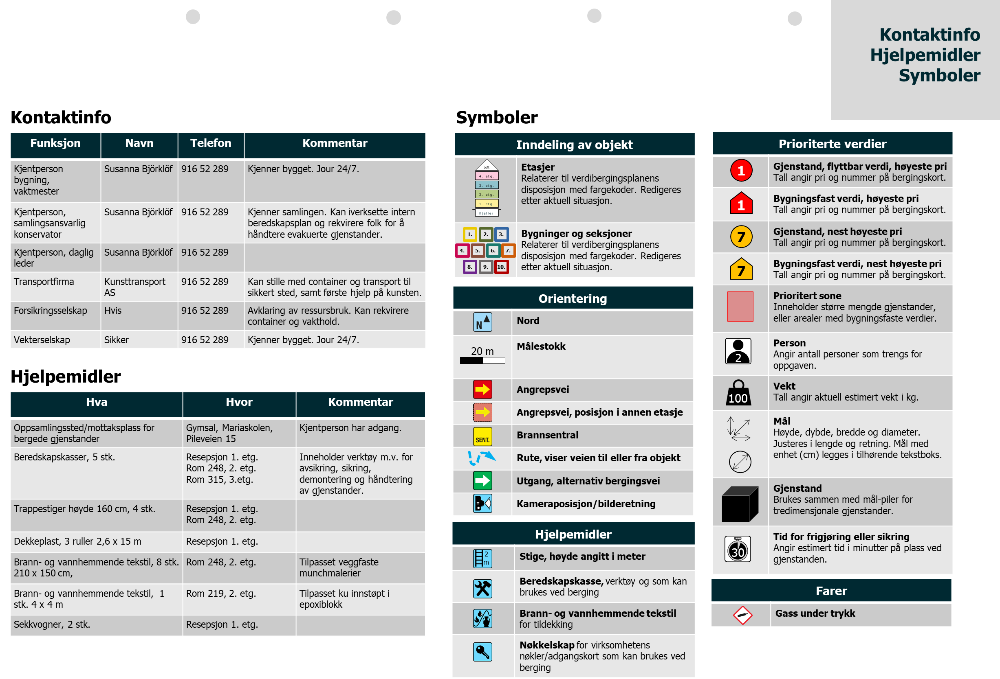 Kontaktinfo
Hjelpemidler
Symboler
Kontaktinfo
Funksjon Navn Telefon Kommentar
Kjentperson bygning, vaktmester Susanna Björklöf 916 52 289 Kjenner bygget. Jour 24/7.
Kjentperson, samlingsansvarlig konservator Susanna Björklöf 916 52 289 Kjenner samlingen. Kan iverksette intern beredskapsplan og rekvirere folk for å håndtere evakuerte gjenstander.
Kjentperson, daglig leder Susanna Björklöf 916 52 289
Transportfirma Kunsttransport AS 916 52 289 Kan stille med container og transport til sikkert sted, samt første hjelp på kunsten.
Forsikringsselskap Hvis 916 52 289 Avklaring av ressursbruk. Kan rekvirere container og vakthold.
Vekterselskap Sikker 916 52 289 Kjenner bygget. Jour 24/7.
Hjelpemidler
Hva Hvor Kommentar
Oppsamlingssted/mottaksplass for bergede gjenstander Gymsal, Mariaskolen, Pileveien 15 Kjentperson har adgang.
Beredskapskasser, 5 stk. Resepsjon 1. etg. Rom 248, 2. etg. Rom 315, 3.etg. Inneholder verktøy m.v. for avsikring, sikring, demontering og håndtering av gjenstander.
Trappestiger høyde 160 cm, 4 stk. Resepsjon 1. etg. Rom 248, 2. etg.
Dekkeplast, 3 ruller 2,6 x 15 m Resepsjon 1. etg.
Brann- og vannhemmende tekstil, 8 stk. 210 x 150 cm, Rom 248, 2. etg. Tilpasset veggfaste munchmalerier
Brann- og vannhemmende tekstil, 1 stk. 4 x 4 m Rom 219, 2. etg. Tilpasset ku innstøpt i epoxiblokk
Sekkvogner, 2 stk. Resepsjon 1. etg.
Symboler
Inndeling av objekt
Loft
4. etg.
3. etg.
2. etg.
1. etg.
Kjeller
Etasjer
Relaterer til verdibergingsplanens
disposisjon med fargekoder. Redigeres
etter aktuell situasjon.
1. 2. 3.
4. 5. 6. 7.
8. 9. 10.
Bygninger og seksjoner
Relaterer til verdibergingsplanens
disposisjon med fargekoder. Redigeres
etter aktuell situasjon.
Orientering
N Nord
20 m Målestokk
Angrepsvei
Angrepsvei, posisjon i annen etasje
SENT. Brannsentral
Rute, viser veien til eller fra objekt
Utgang, alternativ bergingsvei
Kameraposisjon/bilderetning
Hjelpemidler
2 m Stige, høyde angitt i meter
Beredskapskasse, verktøy og som kan
brukes ved berging
Brann- og vannhemmende tekstil
for tildekking
Nøkkelskap for virksomhetens
nøkler/adgangskort som kan brukes ved
berging
Prioriterte verdier
1 Gjenstand, flyttbar verdi, høyeste pri
Tall angir pri og nummer på bergingskort.
1 Bygningsfast verdi, høyeste pri
Tall angir pri og nummer på bergingskort.
7 Gjenstand, nest høyeste pri
Tall angir pri og nummer på bergingskort.
7 Bygningsfast verdi, nest høyeste pri
Tall angir pri og nummer på bergingskort.
Prioritert sone
Inneholder større mengde gjenstander,
eller arealer med bygningsfaste verdier.
2 Person
Angir antall personer som trengs for
oppgaven.
100 Vekt
Tall angir aktuell estimert vekt i kg.
Mål
Høyde, dybde, bredde og diameter.
Justeres i lengde og retning. Mål med
enhet (cm) legges i tilhørende tekstboks.
Gjenstand
Brukes sammen med mål-piler for
tredimensjonale gjenstander.
30 Tid for frigjøring eller sikring
Angir estimert tid i minutter på plass ved
gjenstanden.
Farer
Gass under trykk